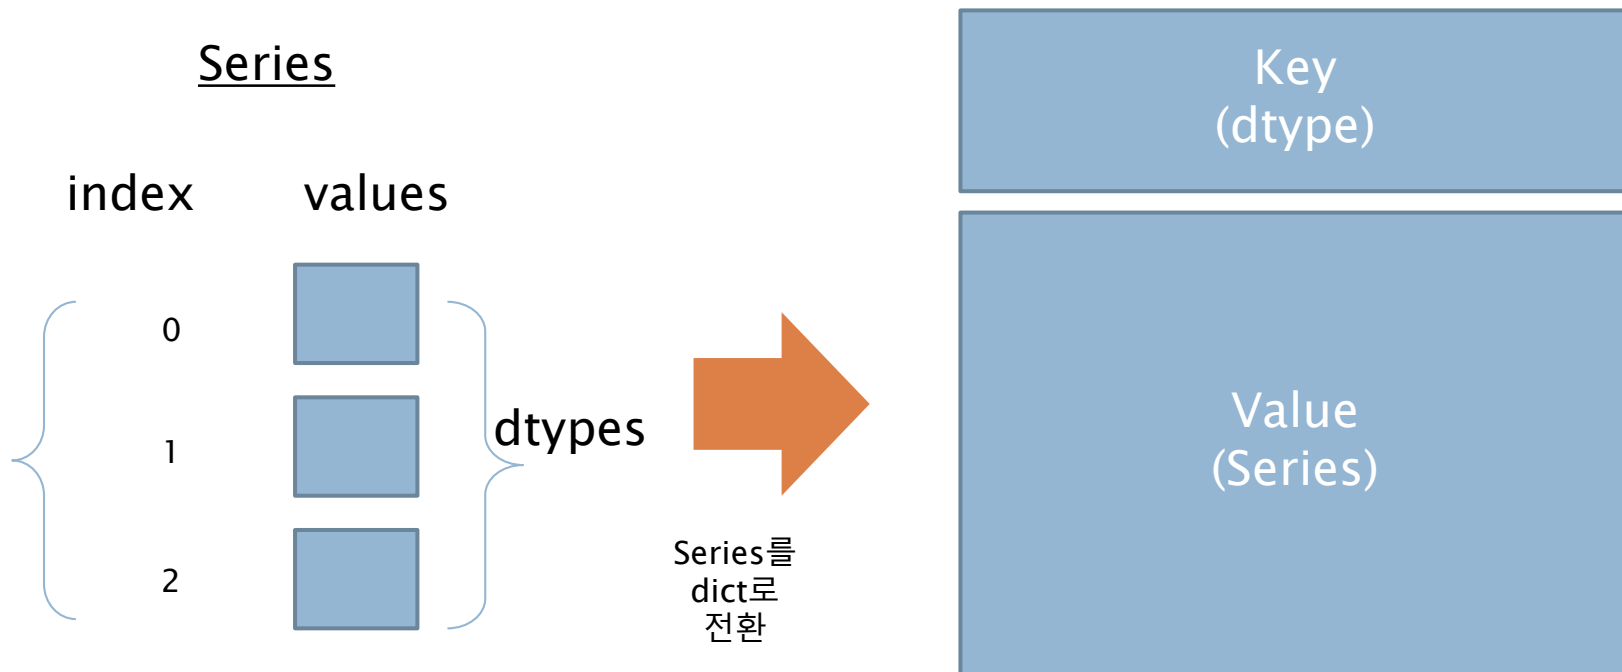 Series
index values
0
1
2
dtypes
Series를
dict로
전환
Key
(dtype)
Value
(Series)